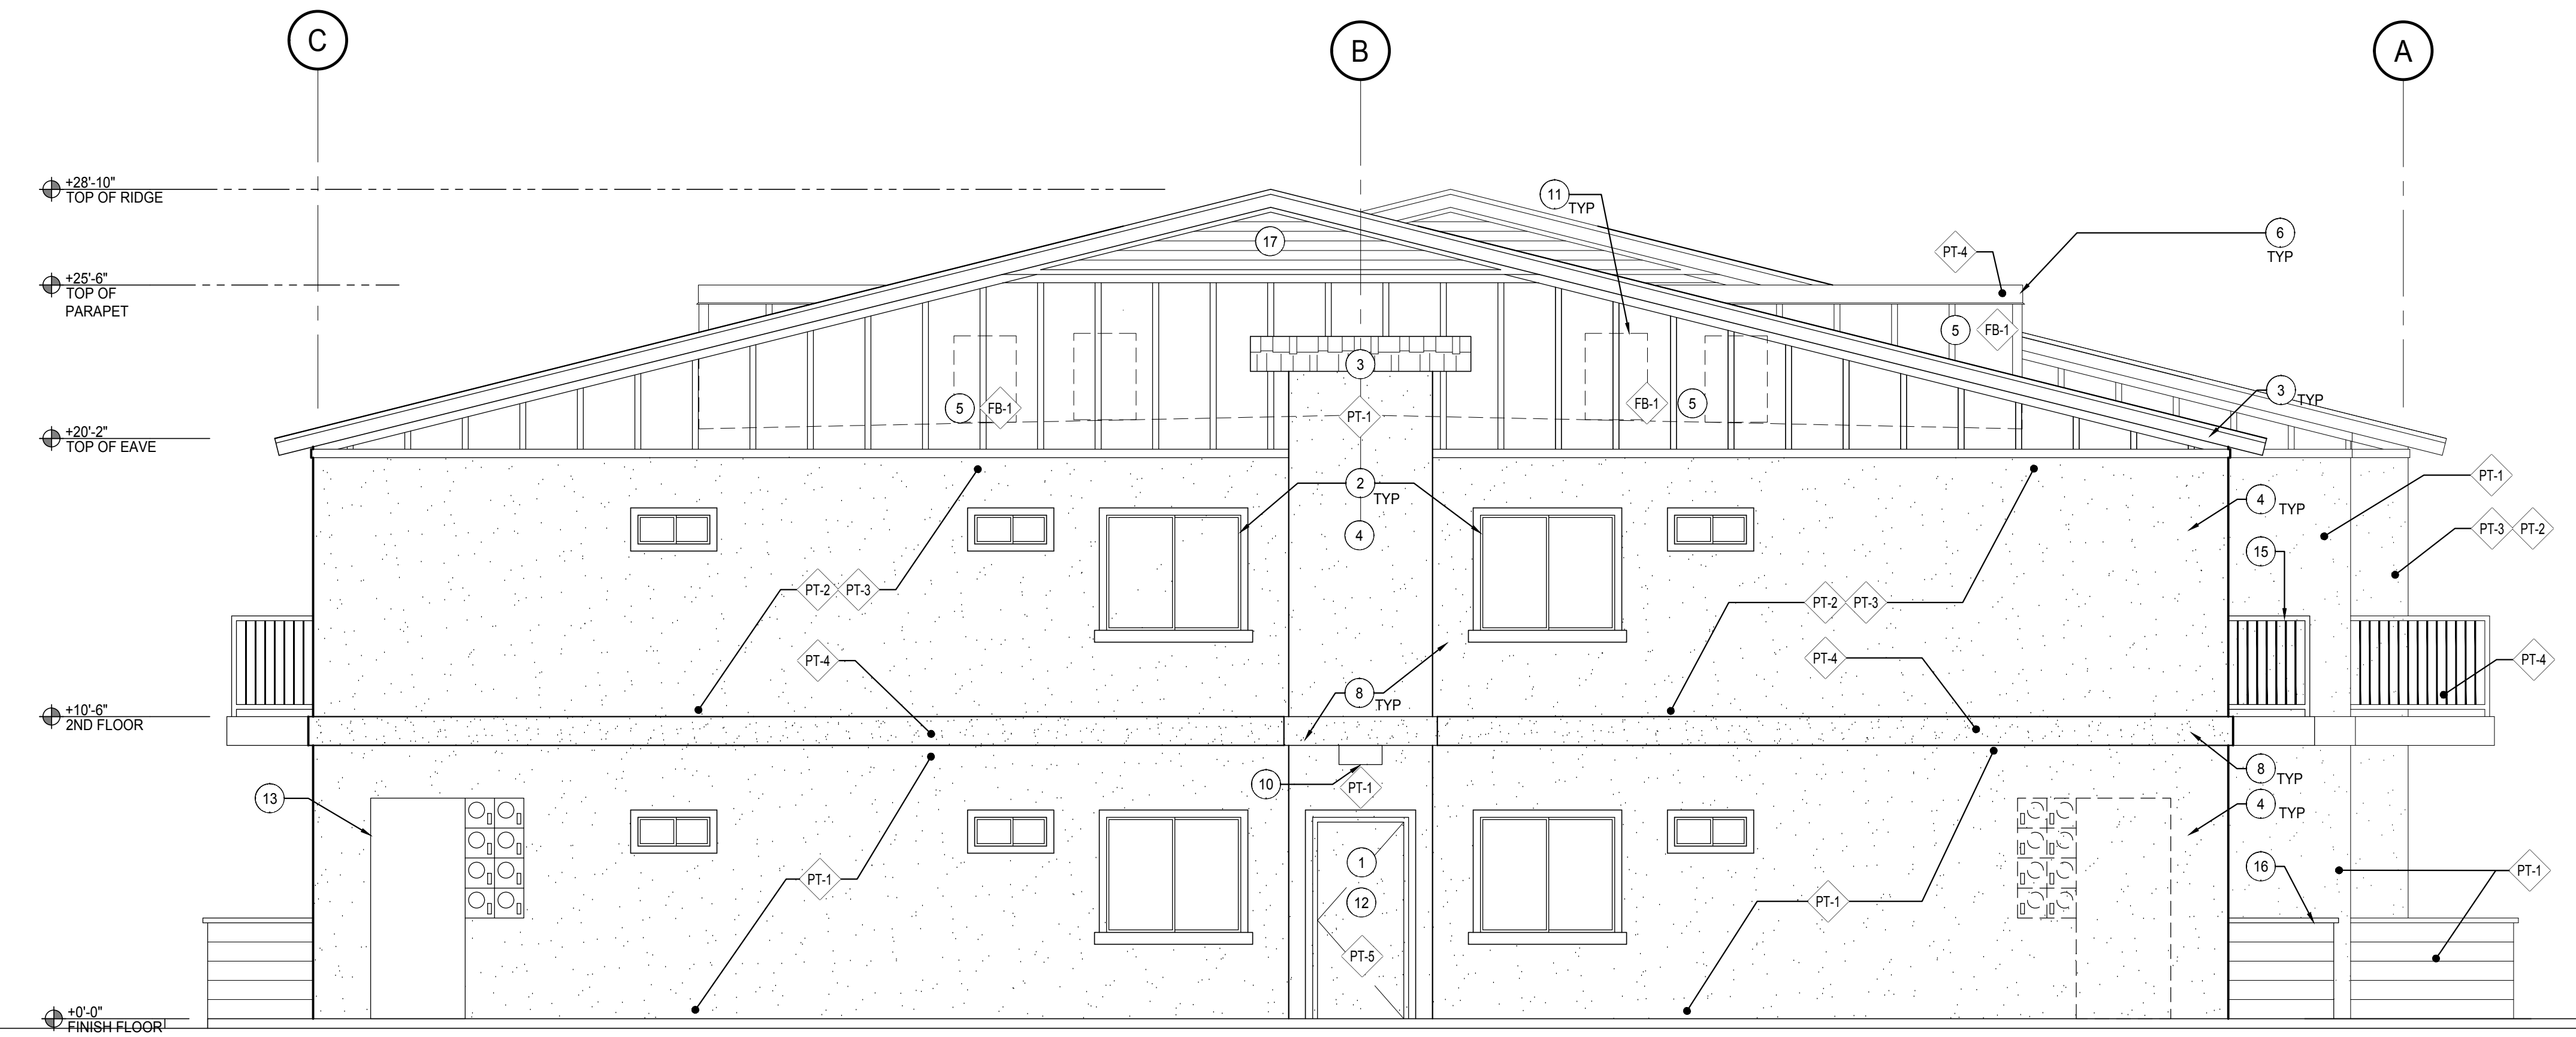 C
B
A
+28'-10"
TOP OF RIDGE
11
TYP
6
TYP
17
PT-4
+25'-6"
TOP OF
PARAPET
5
FB-1
3
3
TYP
5
FB-1
PT-1
FB-1
5
+20'-2"
TOP OF EAVE
2
TYP
PT-1
4
TYP
4
PT-3
PT-2
15
PT-2
PT-3
PT-2
PT-3
PT-4
PT-4
PT-4
8
TYP
+10'-6"
2ND FLOOR
8
TYP
10
PT-1
13
4
TYP
1
16
PT-1
PT-1
12
PT-1
PT-5
+0'-0"
FINISH FLOOR